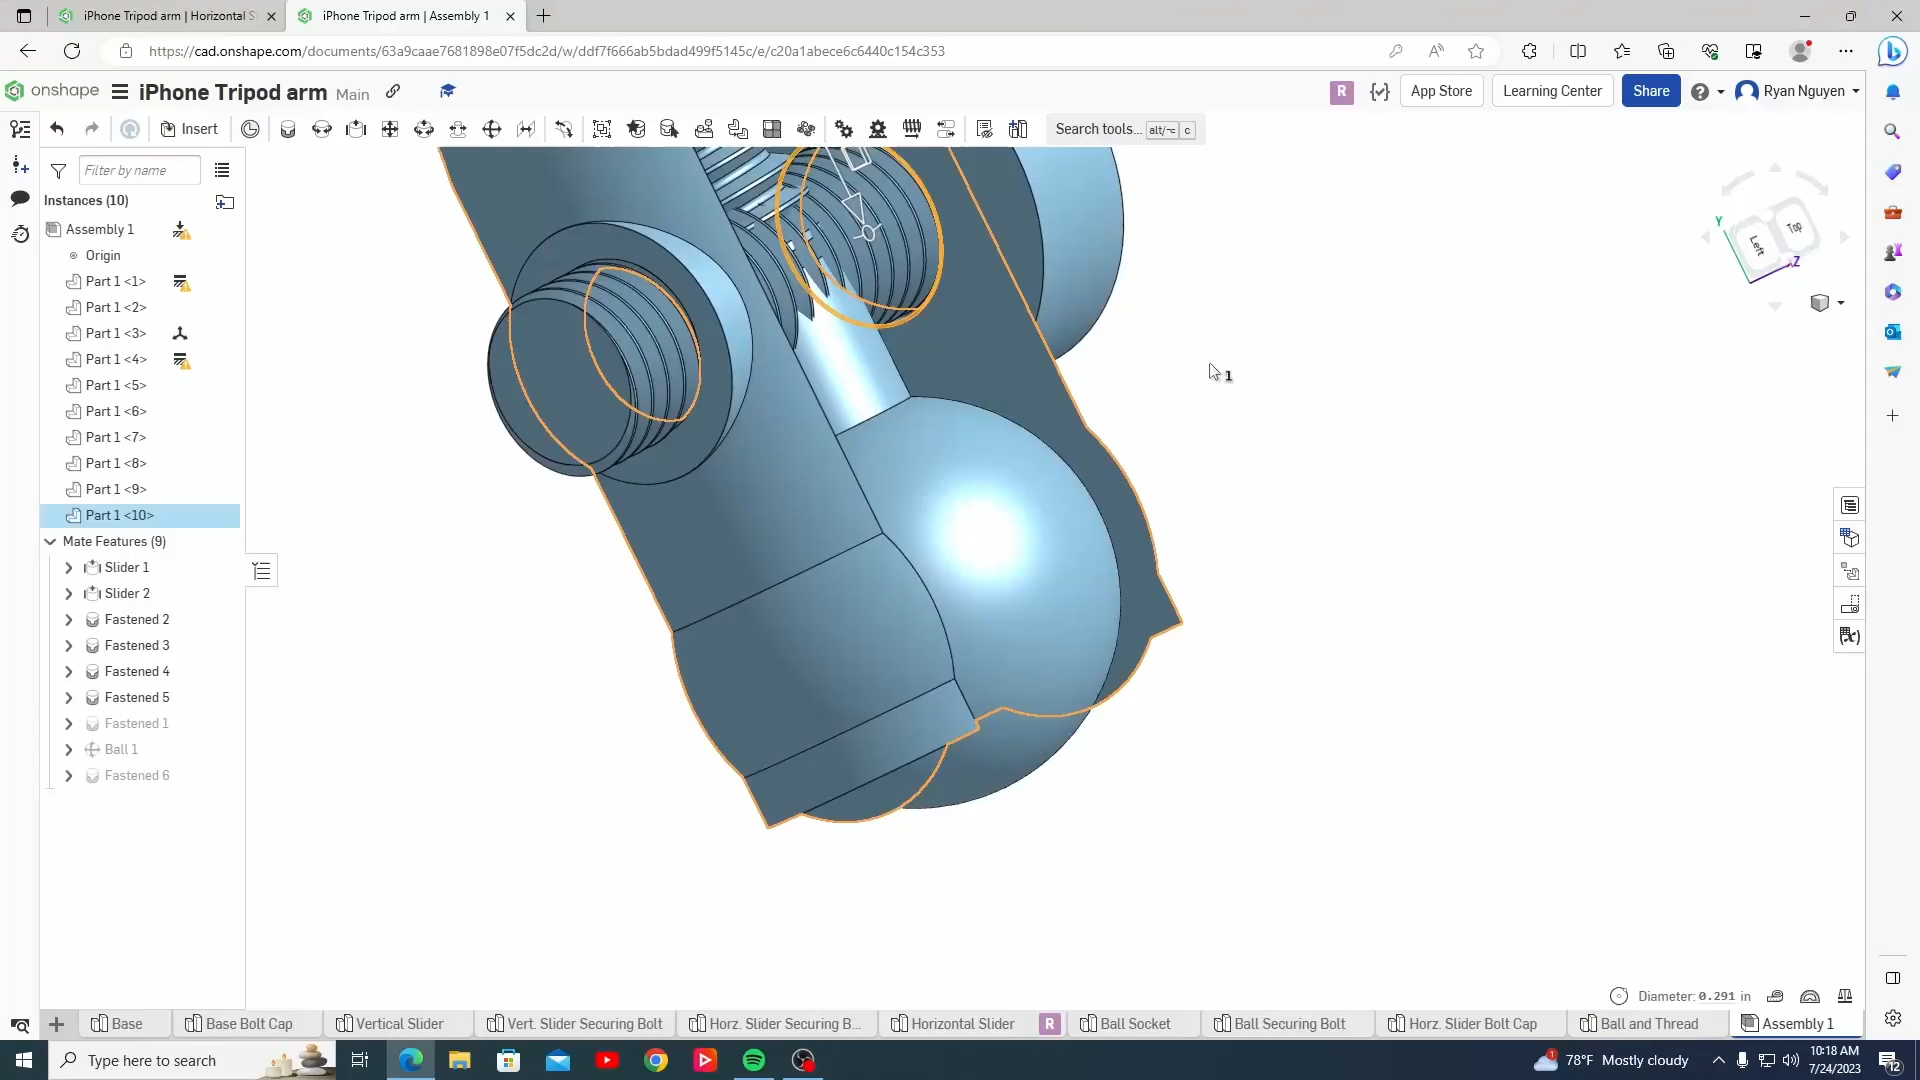 iPhone Tripod arm | Horizontal S
iPhone Tripod arm | Assembly 1
https://cad.onshape.com/documents/63a9caae7681898e07f5dc2d/w/ddf7f666ab5bdad499f5145c/e/c20a1abece6c6440c154c353
onshape
iPhone Tripod arm Main
R
App Store
Learning Center
Share
Ryan Nguyen
Insert
Search tools... alt/⌥ c
Filter by name
Instances (10)
Assembly 1
Origin
Part 1 <1>
Part 1 <2>
Part 1 <3>
Part 1 <4>
Part 1 <5>
Part 1 <6>
Part 1 <7>
Part 1 <8>
Part 1 <9>
Part 1 <10>
Mate Features (9)
Slider 1
Slider 2
Fastened 2
Fastened 3
Fastened 4
Fastened 5
Fastened 1
Ball 1
Fastened 6
1
Y
Left
Top
Z
Diameter: 0.291 in
Base
Base Bolt Cap
Vertical Slider
Vert. Slider Securing Bolt
Horz. Slider Securing B...
Horizontal Slider
R
Ball Socket
Ball Securing Bolt
Horz. Slider Bolt Cap
Ball and Thread
Assembly 1
Type here to search
1
78°F Mostly cloudy
10:18 AM
7/24/2023
12